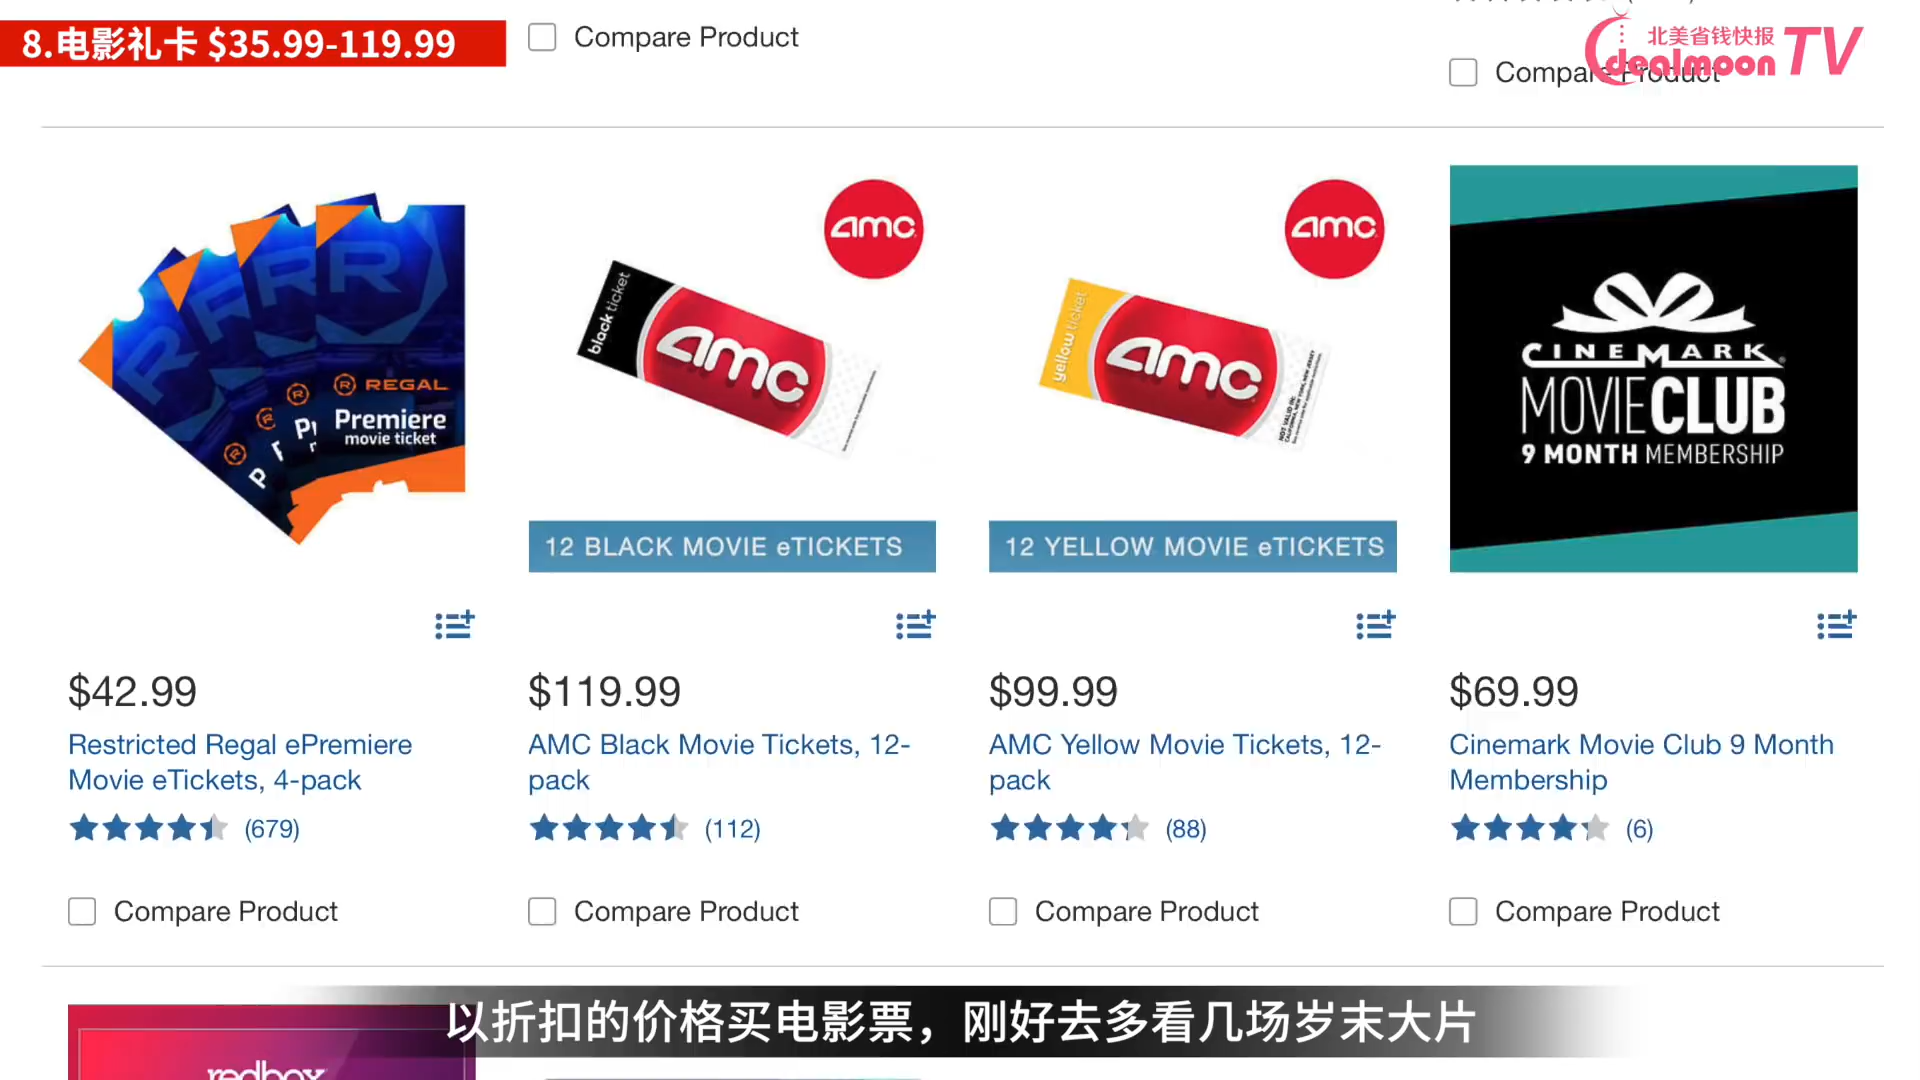 8.电影礼卡 $35.99-119.99
Compare Product
北美省钱快报
dealmoon TV
Compare Product
REGAL
Premiere
movie ticket
amc
black ticket
amc
12 BLACK MOVIE eTICKETS
amc
yellow ticket
amc
12 YELLOW MOVIE eTICKETS
CINEMARK
MOVIECLUB
9 MONTH MEMBERSHIP
$42.99
Restricted Regal ePremiere
Movie eTickets, 4-pack
(679)
Compare Product
$119.99
AMC Black Movie Tickets, 12-
pack
(112)
Compare Product
$99.99
AMC Yellow Movie Tickets, 12-
pack
(88)
Compare Product
$69.99
Cinemark Movie Club 9 Month
Membership
(6)
Compare Product
redbox
以折扣的价格买电影票，刚好去多看几场岁末大片